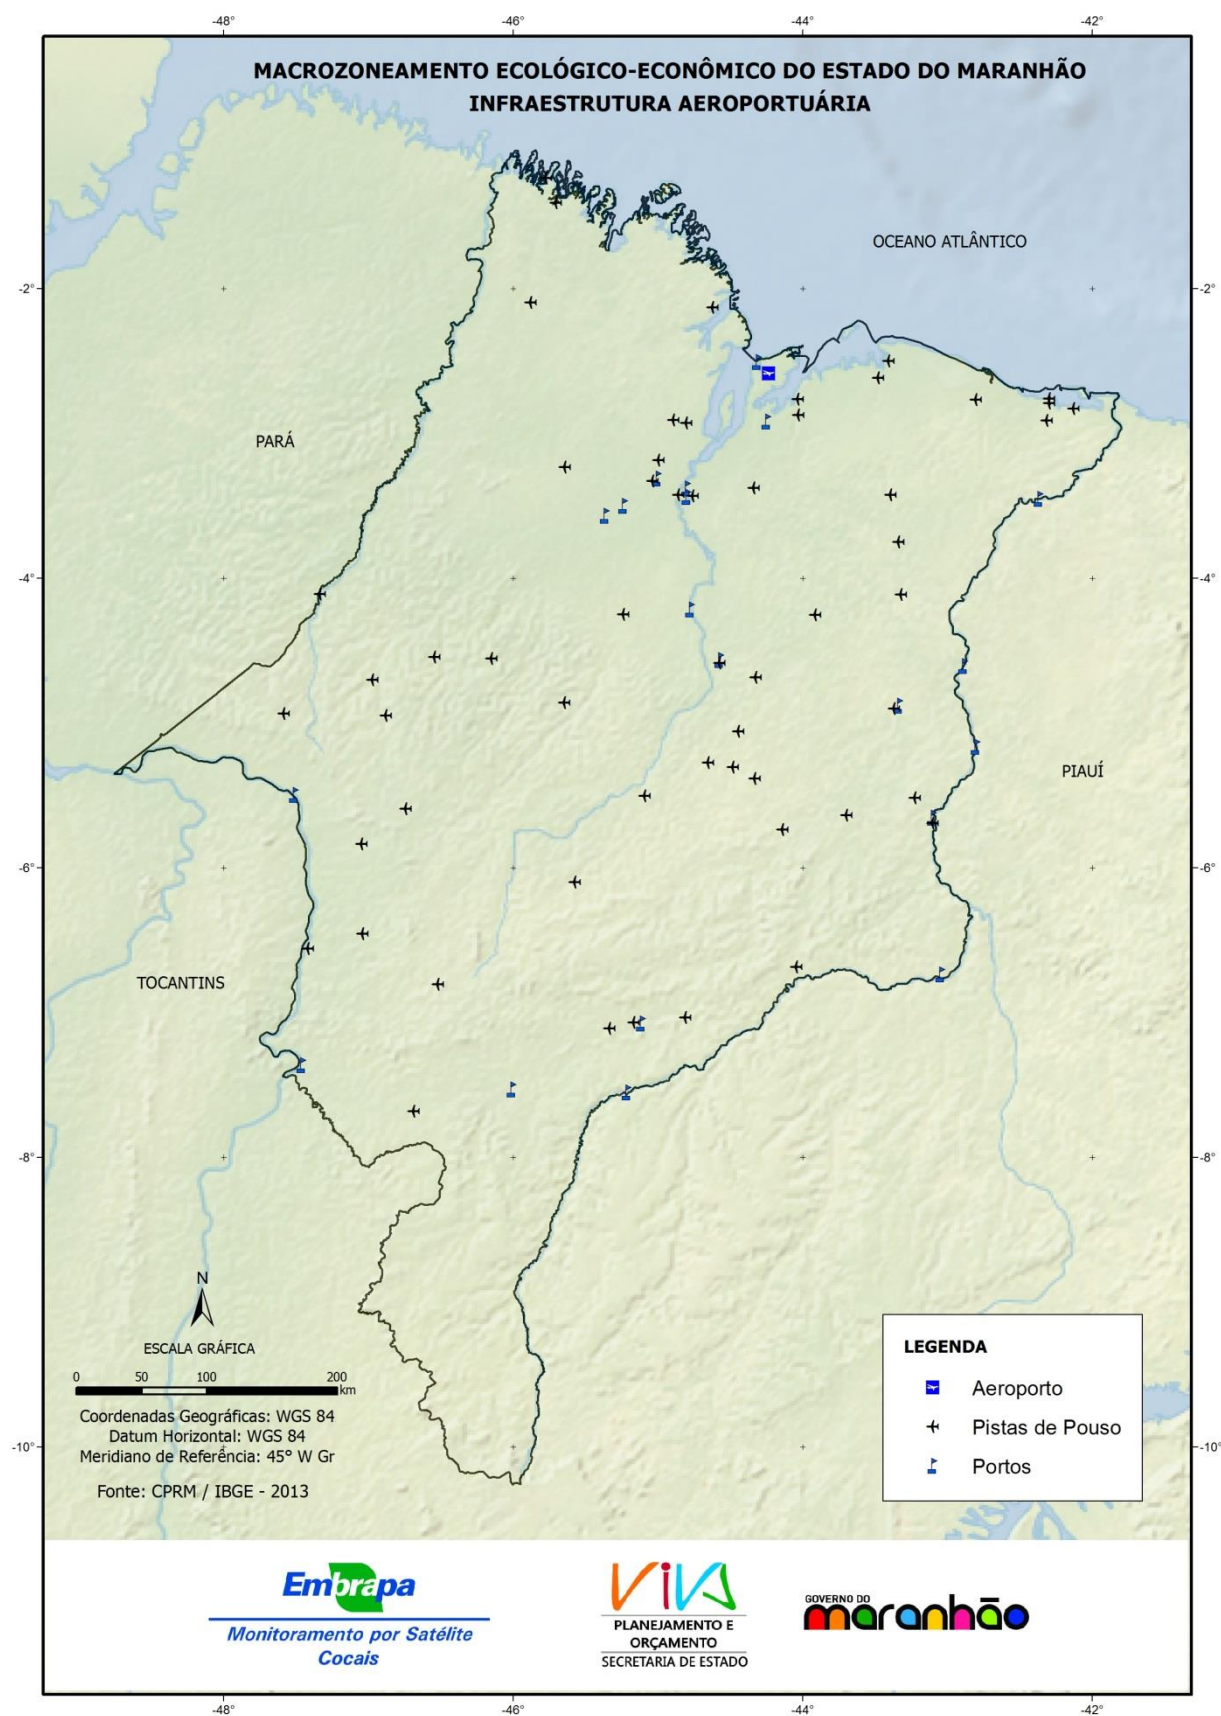 -48°
-46°
-44°
-42°
MACROZONEAMENTO ECOLÓGICO-ECONÔMICO DO ESTADO DO MARANHÃO
INFRAESTRUTURA AEROPORTUÁRIA
OCEANO ATLÂNTICO
-2°
-2°
PARÁ
-4°
-4°
PIAUÍ
-6°
-6°
TOCANTINS
-8°
-8°
N
ESCALA GRÁFICA
0 50 100 200
km
Coordenadas Geográficas: WGS 84
Datum Horizontal: WGS 84
Meridiano de Referência: 45° W Gr
Fonte: CPRM / IBGE - 2013
LEGENDA
Aeroporto
Pistas de Pouso
Portos
-10°
-10°
Embrapa
Monitoramento por Satélite
Cocais
VIVA
PLANEJAMENTO E
ORÇAMENTO
SECRETARIA DE ESTADO
GOVERNO DO
maranhão
-48°
-46°
-44°
-42°